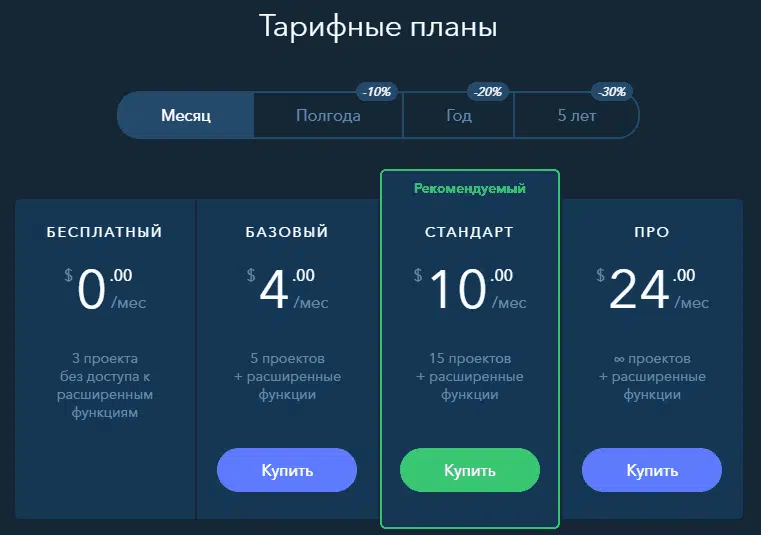 Тарифные планы
-10% -20% -30%
Месяц Полгода Год 5 лет
Рекомендуемый
БЕСПЛАТНЫЙ
$0.00/мес
3 проекта
без доступа к
расширенным
функциям
БАЗОВЫЙ
$4.00/мес
5 проектов
+ расширенные
функции
Купить
СТАНДАРТ
$10.00/мес
15 проектов
+ расширенные
функции
Купить
ПРО
$24.00/мес
∞ проектов
+ расширенные
функции
Купить